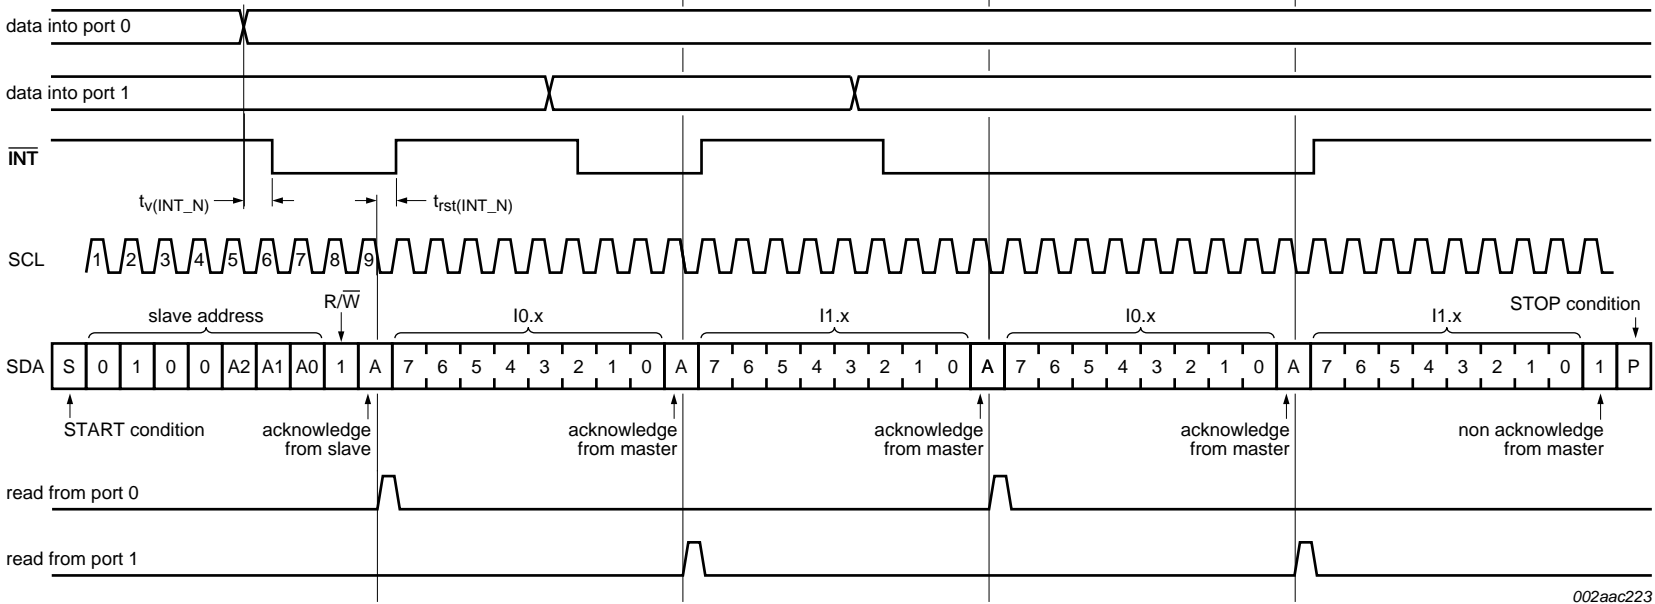 data into port 0
data into port 1
INT
tv(INT_N) trst(INT_N)
SCL 1 2 3 4 5 6 7 8 9
R/W STOP condition
slave address I0.x I1.x I0.x I1.x
SDA S 0 1 0 0 A2 A1 A0 1 A 7 6 5 4 3 2 1 0 A 7 6 5 4 3 2 1 0 A 7 6 5 4 3 2 1 0 A 7 6 5 4 3 2 1 0 1 P
START condition acknowledge acknowledge acknowledge acknowledge non acknowledge
from slave from master from master from master from master
read from port 0
read from port 1
002aac223